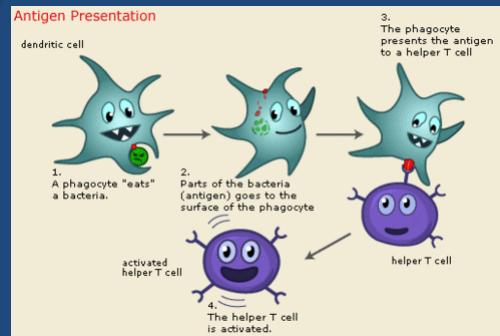 Antigen Presentation
dendritic cell
1.
A phagocyte "eats"
a bacteria.
2.
Parts of the bacteria
(antigen) goes to the
surface of the phagocyte
3.
The phagocyte
presents the antigen
to a helper T cell
helper T cell
activated
helper T cell
4.
The helper T cell
is activated.